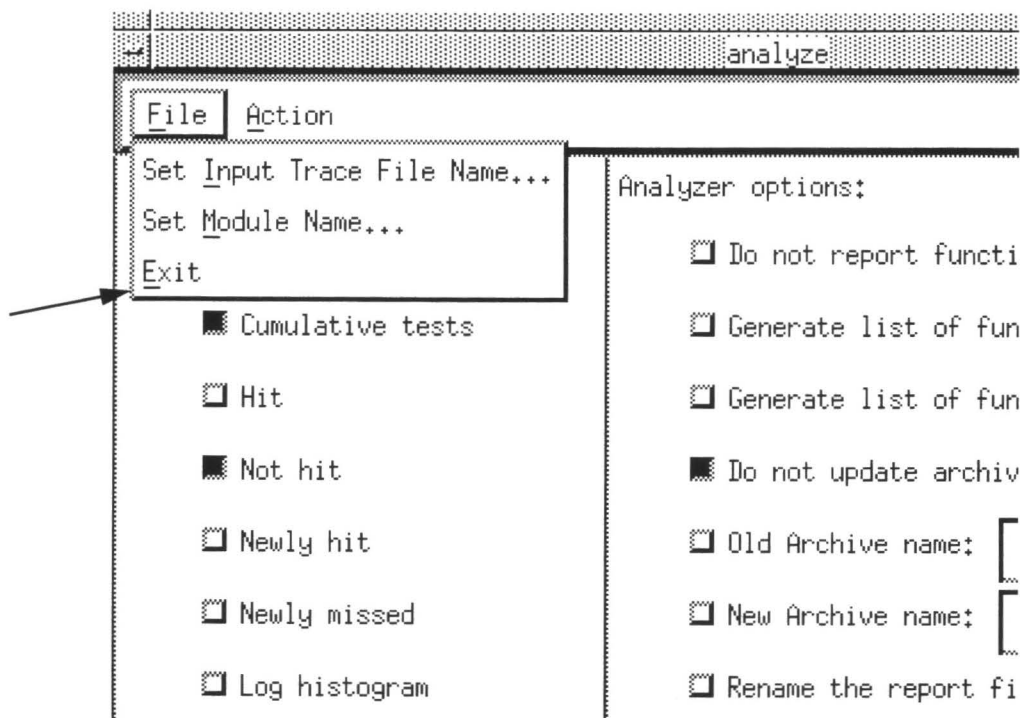 analyze
File Action
Set Input Trace File Name...
Set Module Name...
Exit
Cumulative tests
Hit
Not hit
Newly hit
Newly missed
Log histogram
Analyzer options:
Do not report functi
Generate list of fun
Generate list of fun
Do not update archiv
Old Archive name:
New Archive name:
Rename the report fi